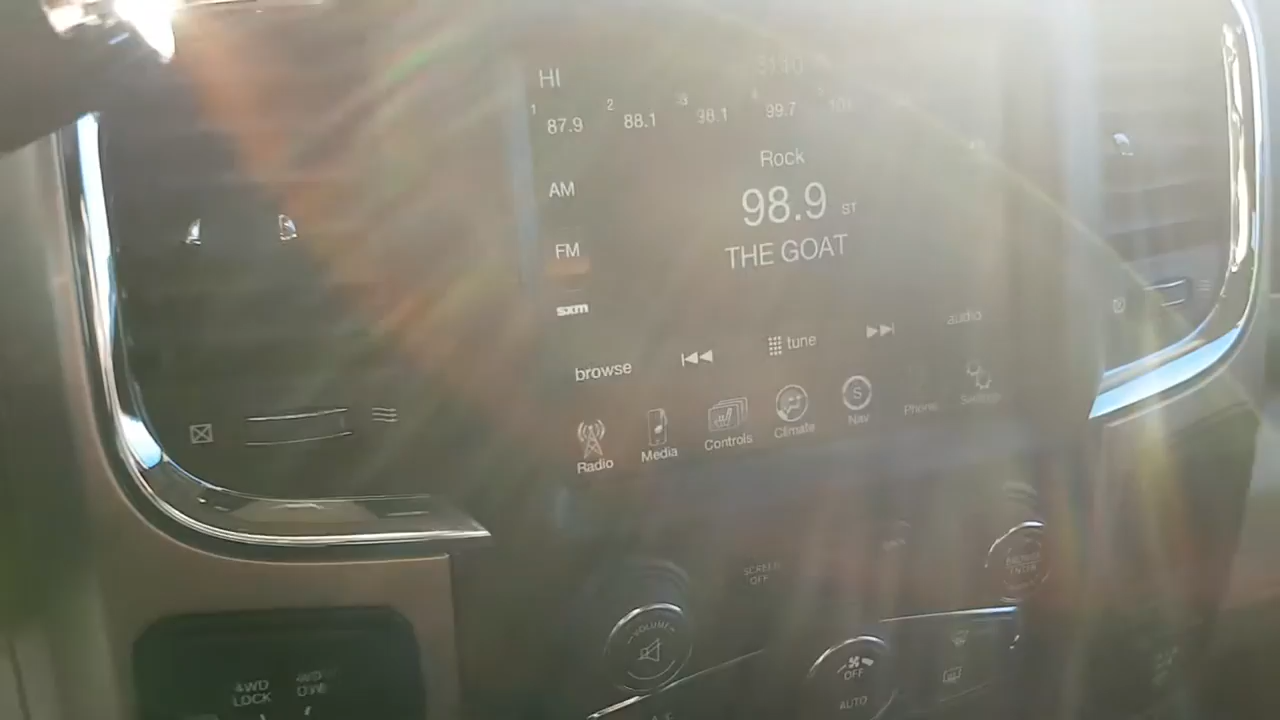 HI
1 2 3 4 5
87.9 88.1 98.1 99.7 101
AM
Rock
98.9 ST
FM
THE GOAT
sxm
browse tune audio
Radio Media Controls Climate Nav Phone Settings
SCREEN
OFF
VOLUME
ENTER
OFF
AUTO
4WD
LOCK
4WD